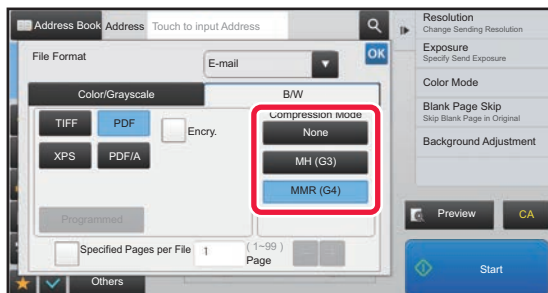 Address Book Address Touch to input Address
File Format
OK
E-mail
Color/Grayscale B/W
TIFF PDF Encry.
XPS PDF/A
Programmed
Compression Mode
None
MH (G3)
MMR (G4)
Specified Pages per File 1 (1~99)
Page
Others
Resolution
Change Sending Resolution
Exposure
Specify Send Exposure
Color Mode
Blank Page Skip
Skip Blank Page in Original
Background Adjustment
Preview CA
Start